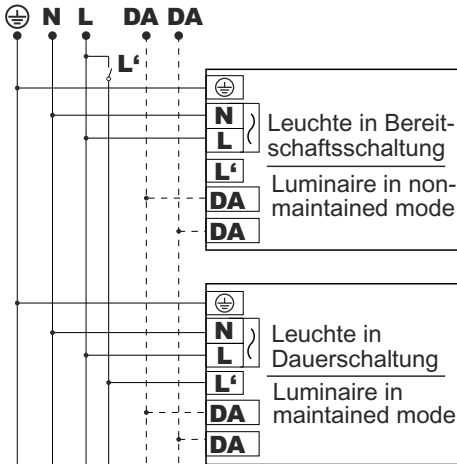 N L DA DA
L‘
N
L
L‘
DA
DA
Leuchte in Bereit-
schaftsschaltung
Luminaire in non-
maintained mode
N
L
L‘
DA
DA
Leuchte in
Dauerschaltung
Luminaire in
maintained mode